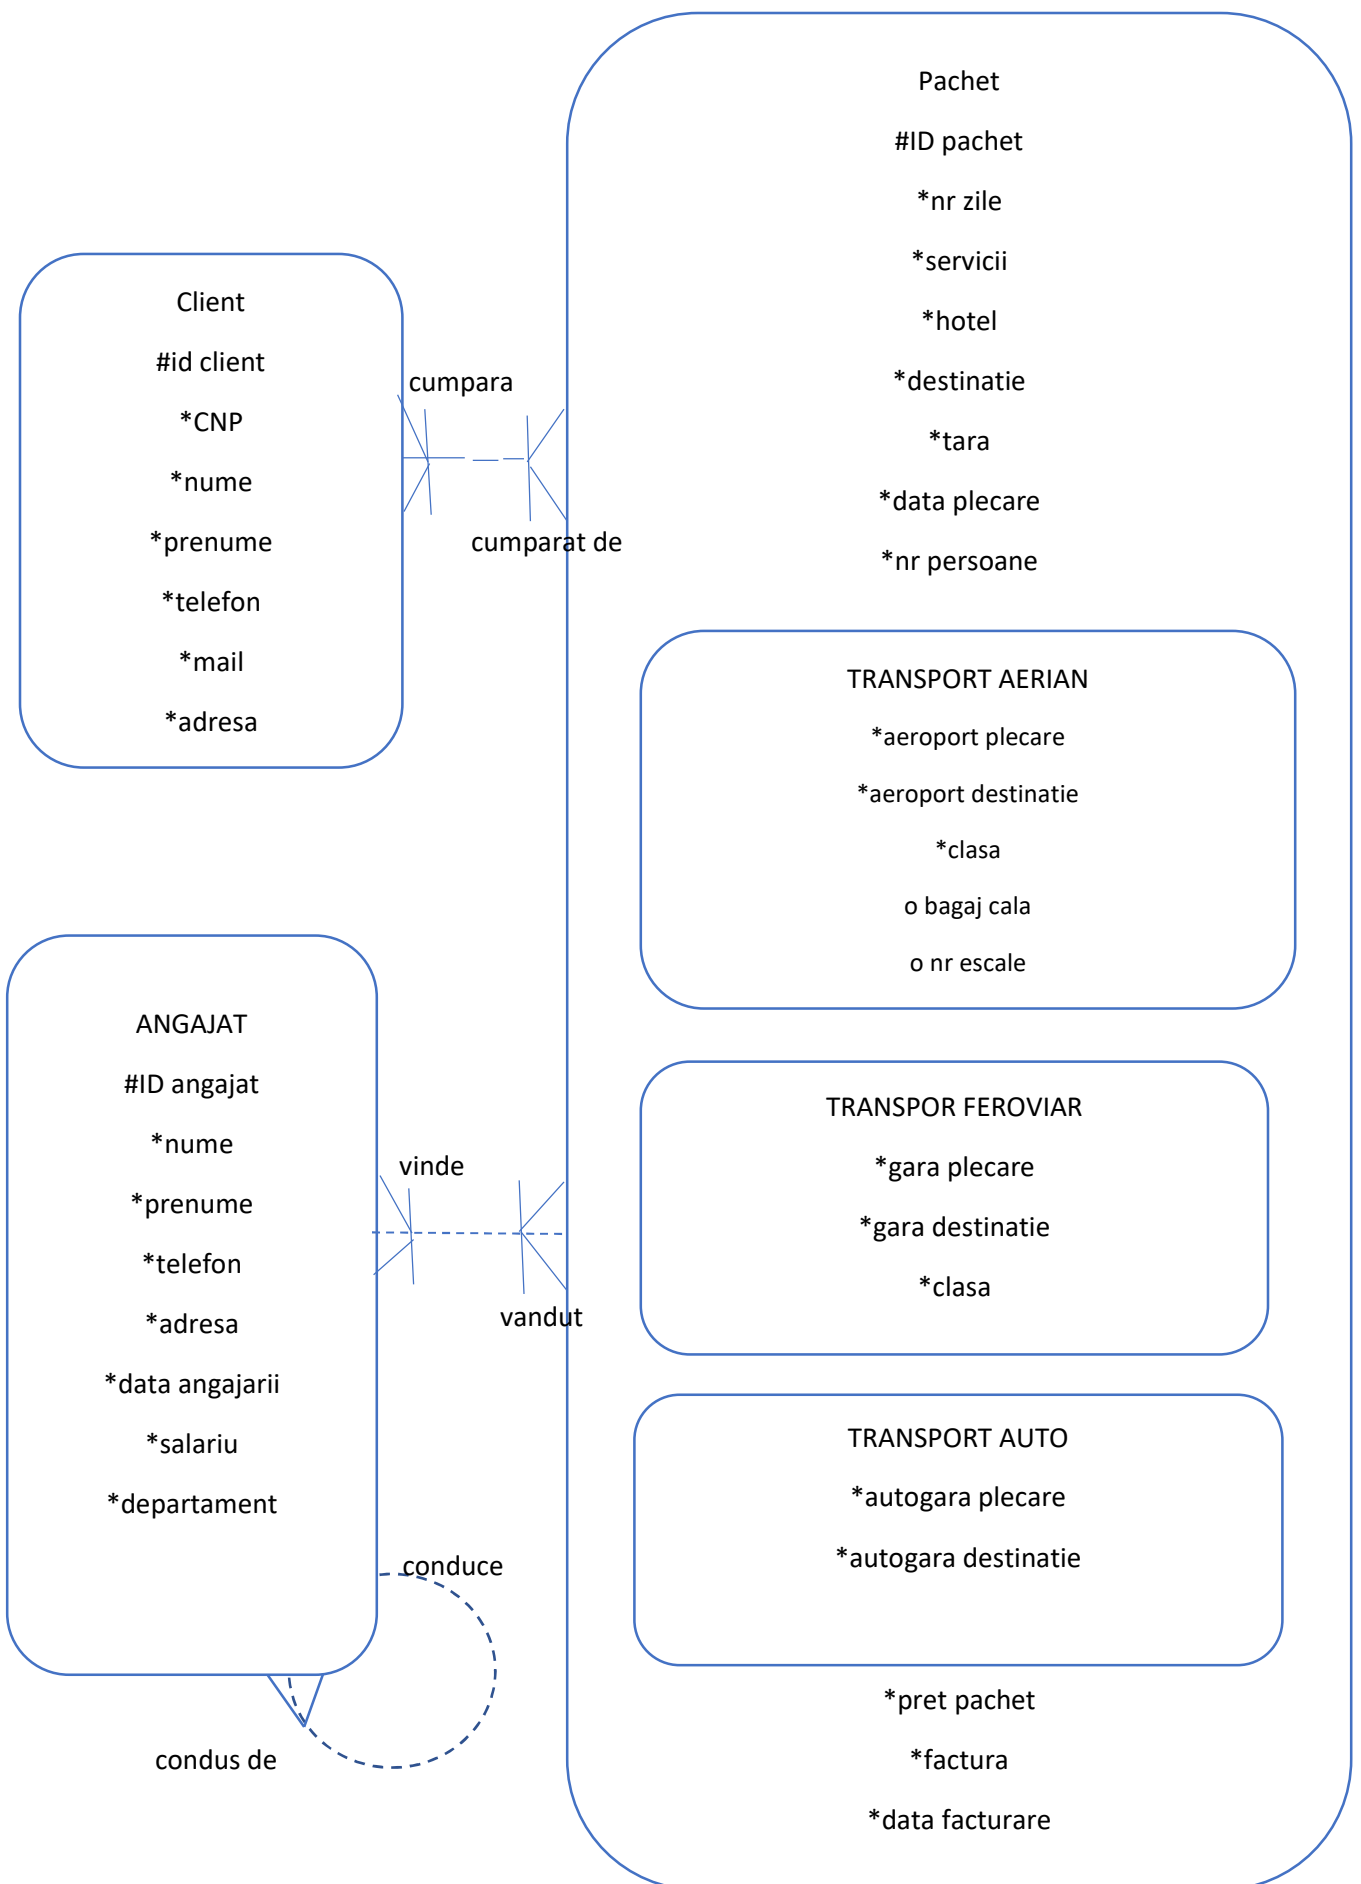 Client
#id client
*CNP
*nume
*prenume
*telefon
*mail
*adresa
cumpara
cumparat de
Pachet
#ID pachet
*nr zile
*servicii
*hotel
*destinatie
*tara
*data plecare
*nr persoane
TRANSPORT AERIAN
*aeroport plecare
*aeroport destinatie
*clasa
o bagaj cala
o nr escale
TRANSPOR FEROVIAR
*gara plecare
*gara destinatie
*clasa
TRANSPORT AUTO
*autogara plecare
*autogara destinatie
*pret pachet
*factura
*data facturare
ANGAJAT
#ID angajat
*nume
*prenume
*telefon
*adresa
*data angajarii
*salariu
*departament
vinde
vandut
conduce
condus de